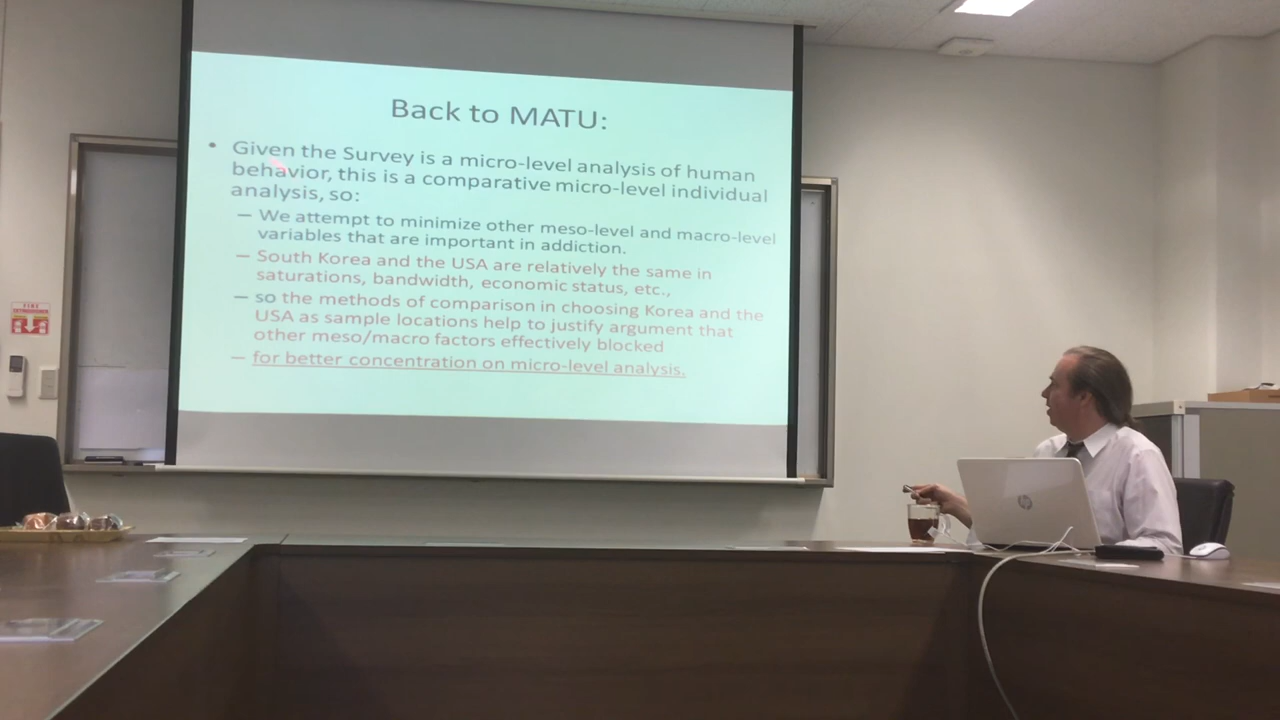 Back to MATU:
• Given the Survey is a micro-level analysis of human
behavior, this is a comparative micro-level individual
analysis, so:
– We attempt to minimize other meso-level and macro-level
variables that are important in addiction.
– South Korea and the USA are relatively the same in
saturations, bandwidth, economic status, etc.,
– so the methods of comparison in choosing Korea and the
USA as sample locations help to justify argument that
other meso/macro factors effectively blocked
– for better concentration on micro-level analysis.
FIRE
EXTINGUISHER
hp